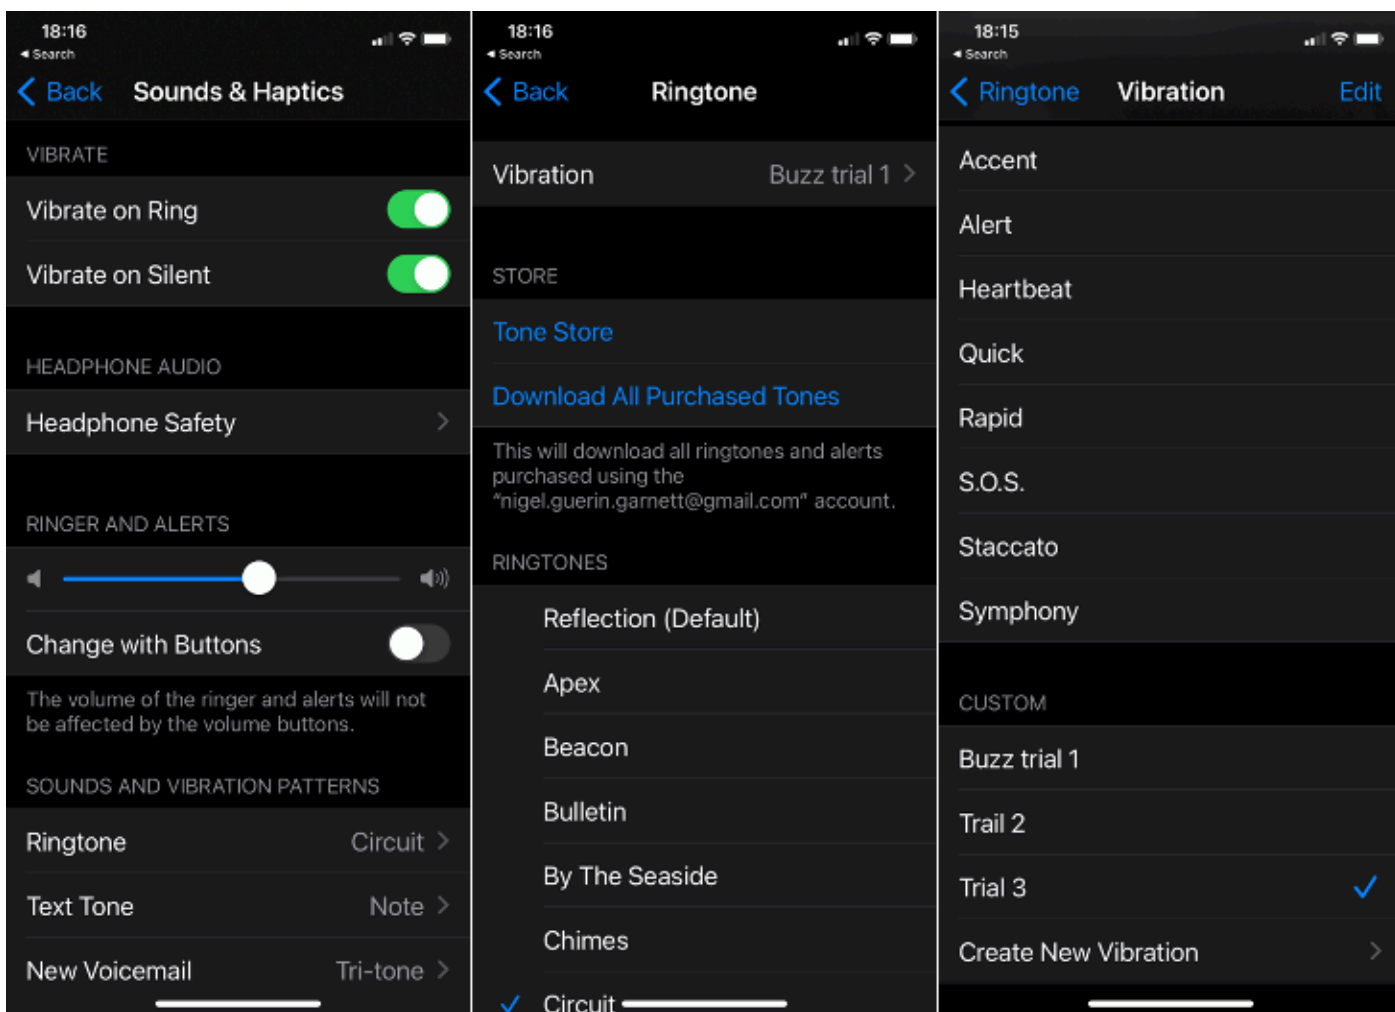 18:16
Search
Back
Sounds & Haptics
VIBRATE
Vibrate on Ring
Vibrate on Silent
HEADPHONE AUDIO
Headphone Safety
RINGER AND ALERTS
Change with Buttons
The volume of the ringer and alerts will not
be affected by the volume buttons.
SOUNDS AND VIBRATION PATTERNS
Ringtone Circuit
Text Tone Note
New Voicemail Tri-tone
18:16
Search
Back
Ringtone
Vibration Buzz trial 1
STORE
Tone Store
Download All Purchased Tones
This will download all ringtones and alerts
purchased using the
“nigel.guerin.garnett@gmail.com” account.
RINGTONES
Reflection (Default)
Apex
Beacon
Bulletin
By The Seaside
Chimes
Circuit
18:15
Search
Ringtone
Vibration
Edit
Accent
Alert
Heartbeat
Quick
Rapid
S.O.S.
Staccato
Symphony
CUSTOM
Buzz trial 1
Trail 2
Trial 3
Create New Vibration